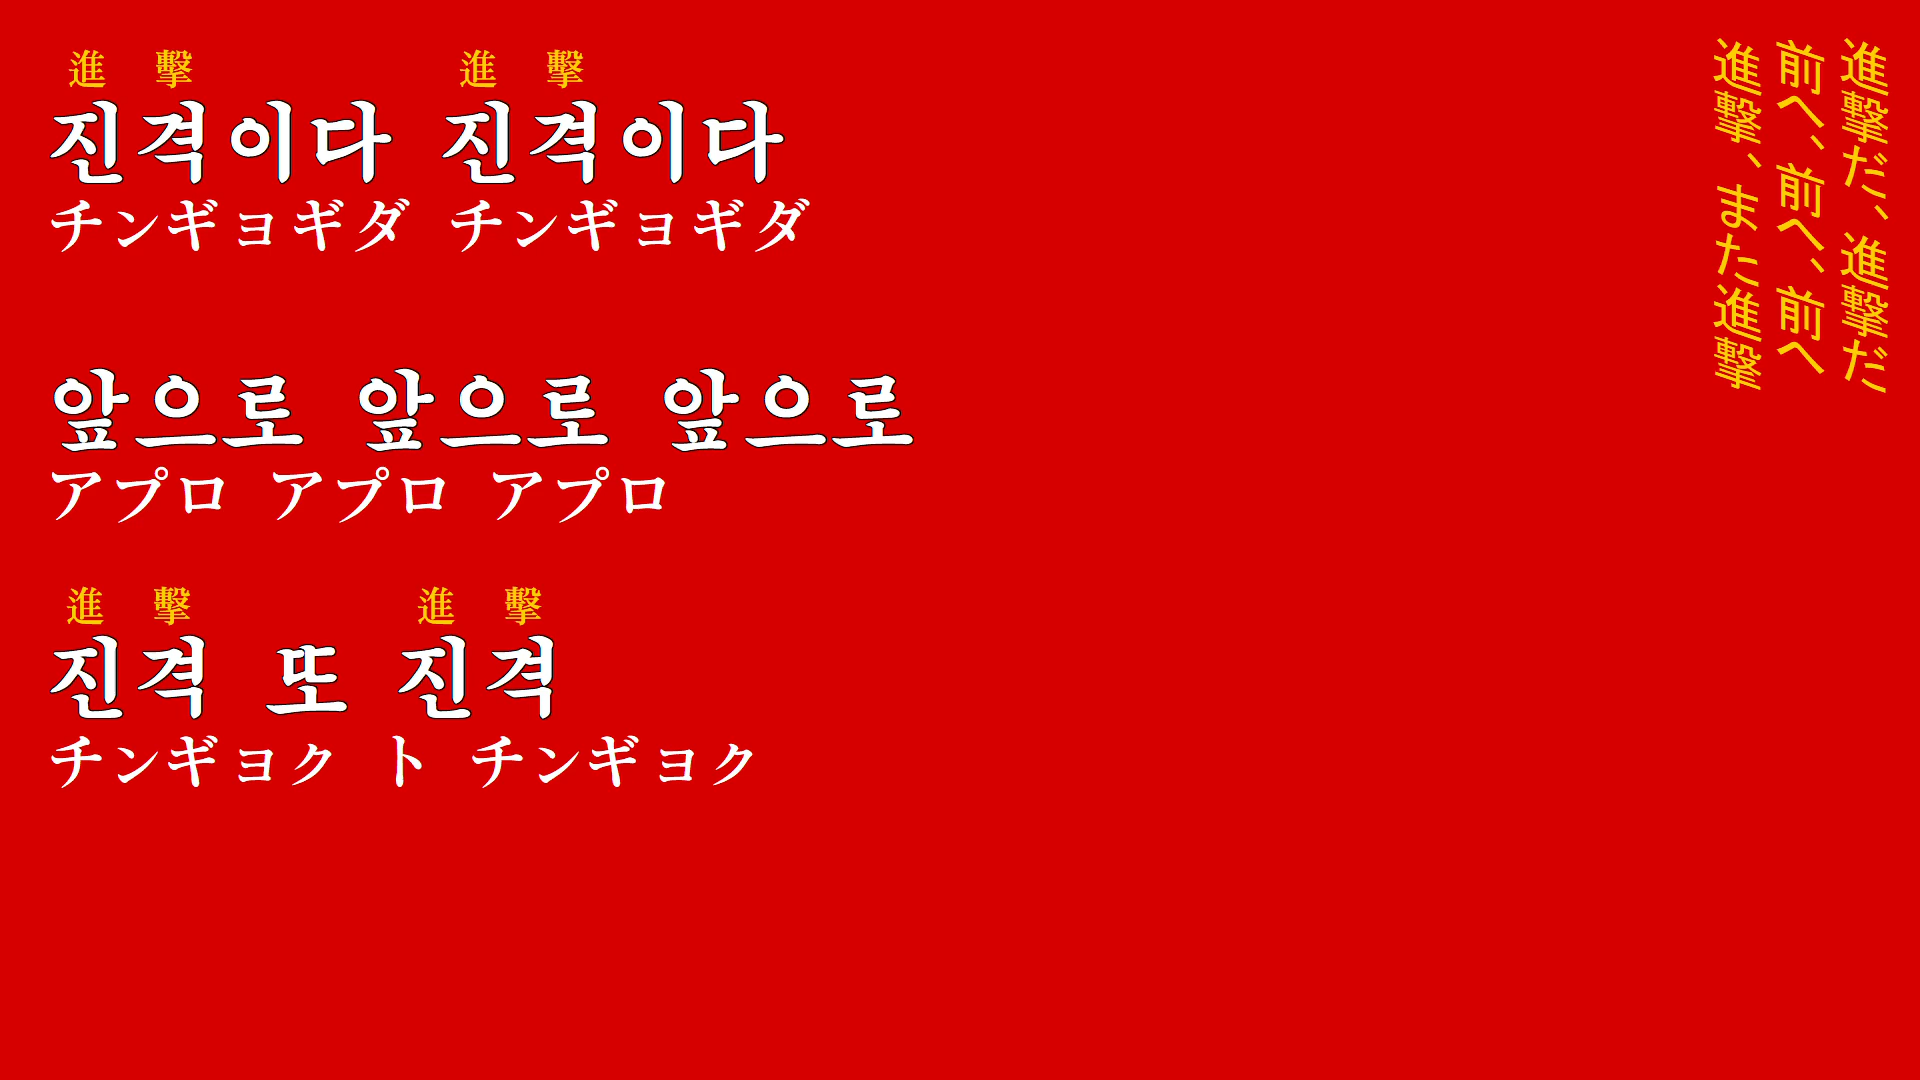 進撃 進撃
진격이다 진격이다
チンギョギダ チンギョギダ
앞으로 앞으로 앞으로
アプロ アプロ アプロ
進撃 進撃
진격 또 진격
チンギョク ト チンギョク
進撃だ、進撃だ
前へ、前へ、前へ
進撃、また進撃